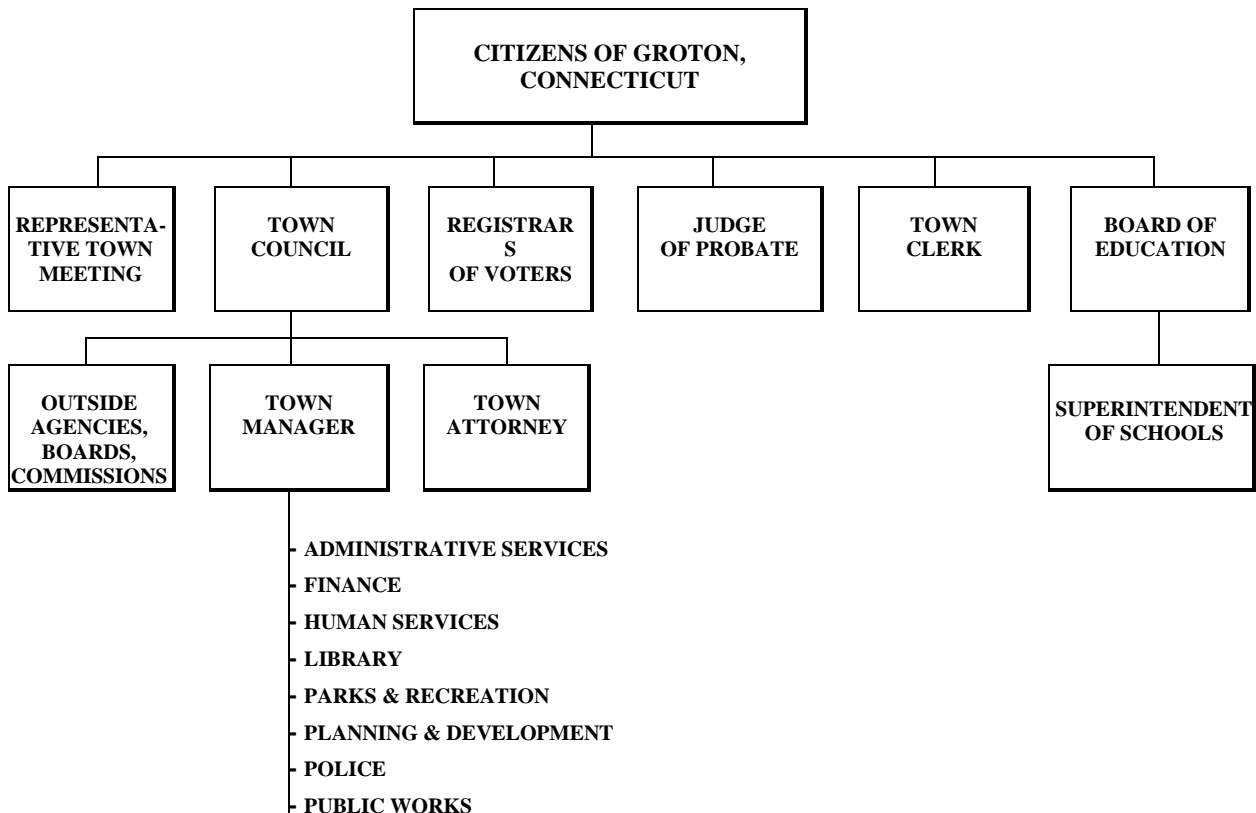 CITIZENS OF GROTON,
CONNECTICUT
REPRESENTA-
TIVE TOWN
MEETING
TOWN
COUNCIL
REGISTRAR
S
OF VOTERS
JUDGE
OF PROBATE
TOWN
CLERK
BOARD OF
EDUCATION
OUTSIDE
AGENCIES,
BOARDS,
COMMISSIONS
TOWN
MANAGER
TOWN
ATTORNEY
SUPERINTENDENT
OF SCHOOLS
- ADMINISTRATIVE SERVICES
- FINANCE
- HUMAN SERVICES
- LIBRARY
- PARKS & RECREATION
- PLANNING & DEVELOPMENT
- POLICE
- PUBLIC WORKS